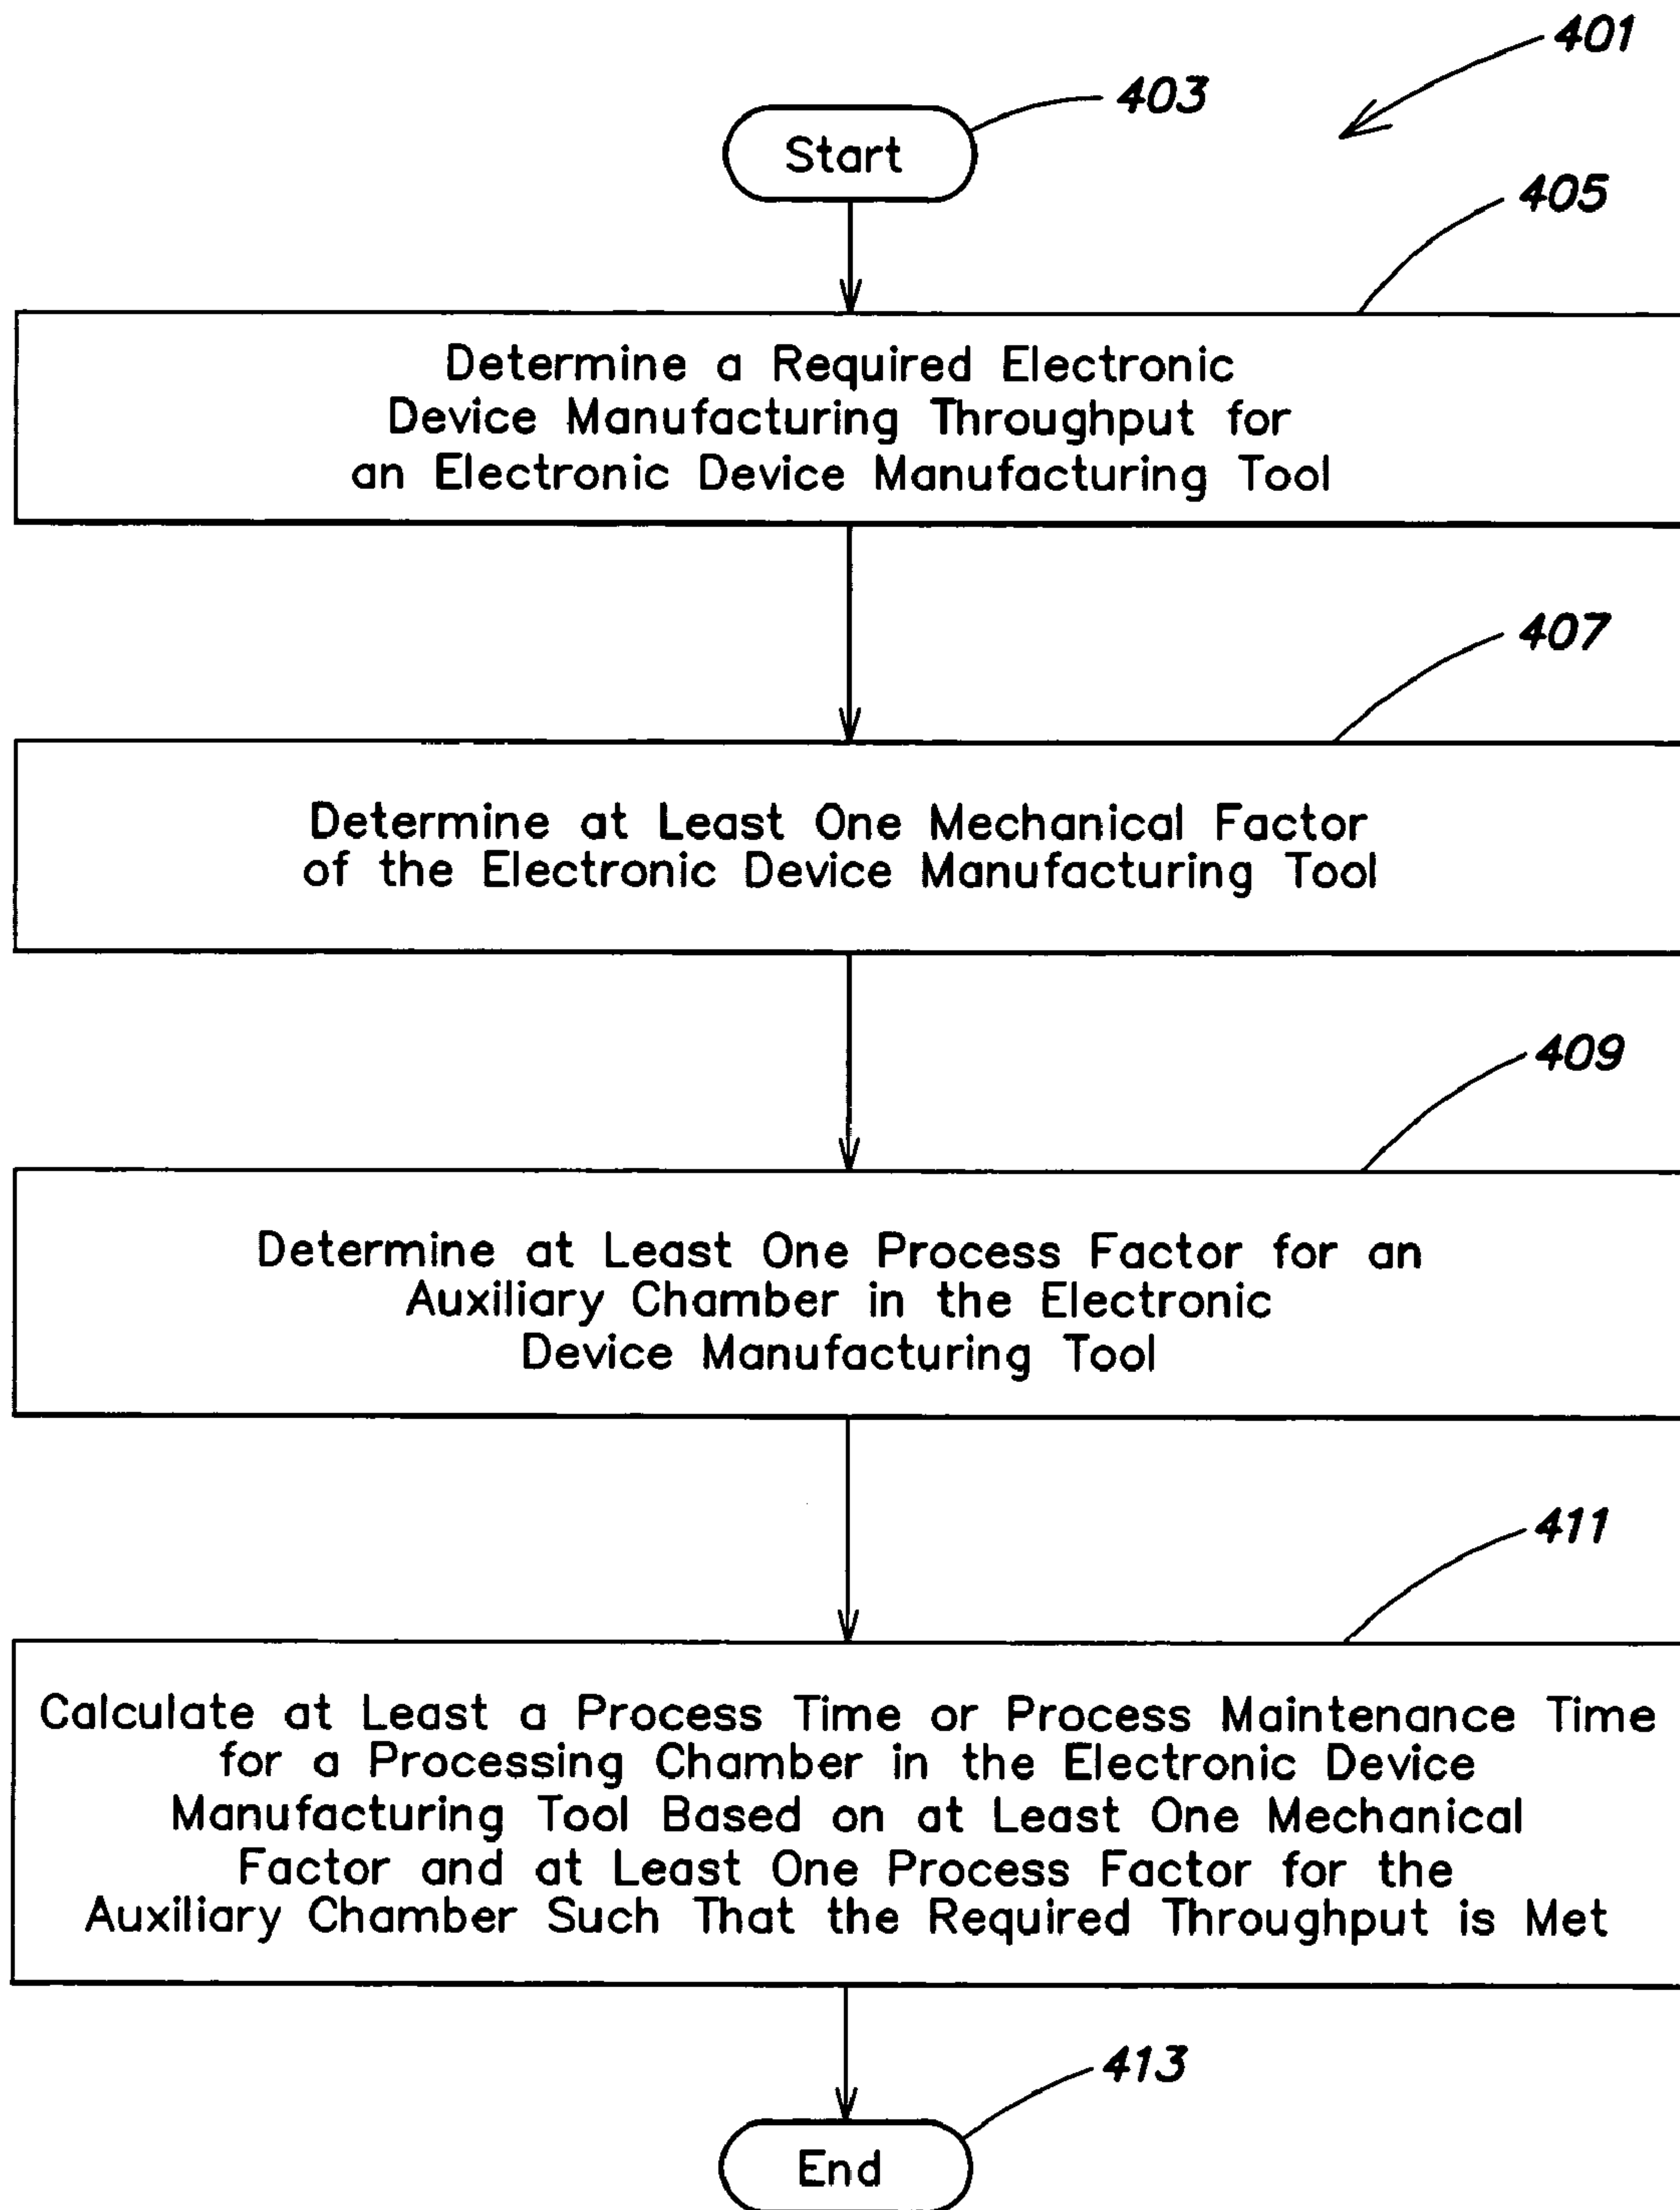 401
403
Start
405
Determine a Required Electronic
Device Manufacturing Throughput for
an Electronic Device Manufacturing Tool
407
Determine at Least One Mechanical Factor
of the Electronic Device Manufacturing Tool
409
Determine at Least One Process Factor for an
Auxiliary Chamber in the Electronic
Device Manufacturing Tool
411
Calculate at Least a Process Time or Process Maintenance Time
for a Processing Chamber in the Electronic Device
Manufacturing Tool Based on at Least One Mechanical
Factor and at Least One Process Factor for the
Auxiliary Chamber Such That the Required Throughput is Met
413
End